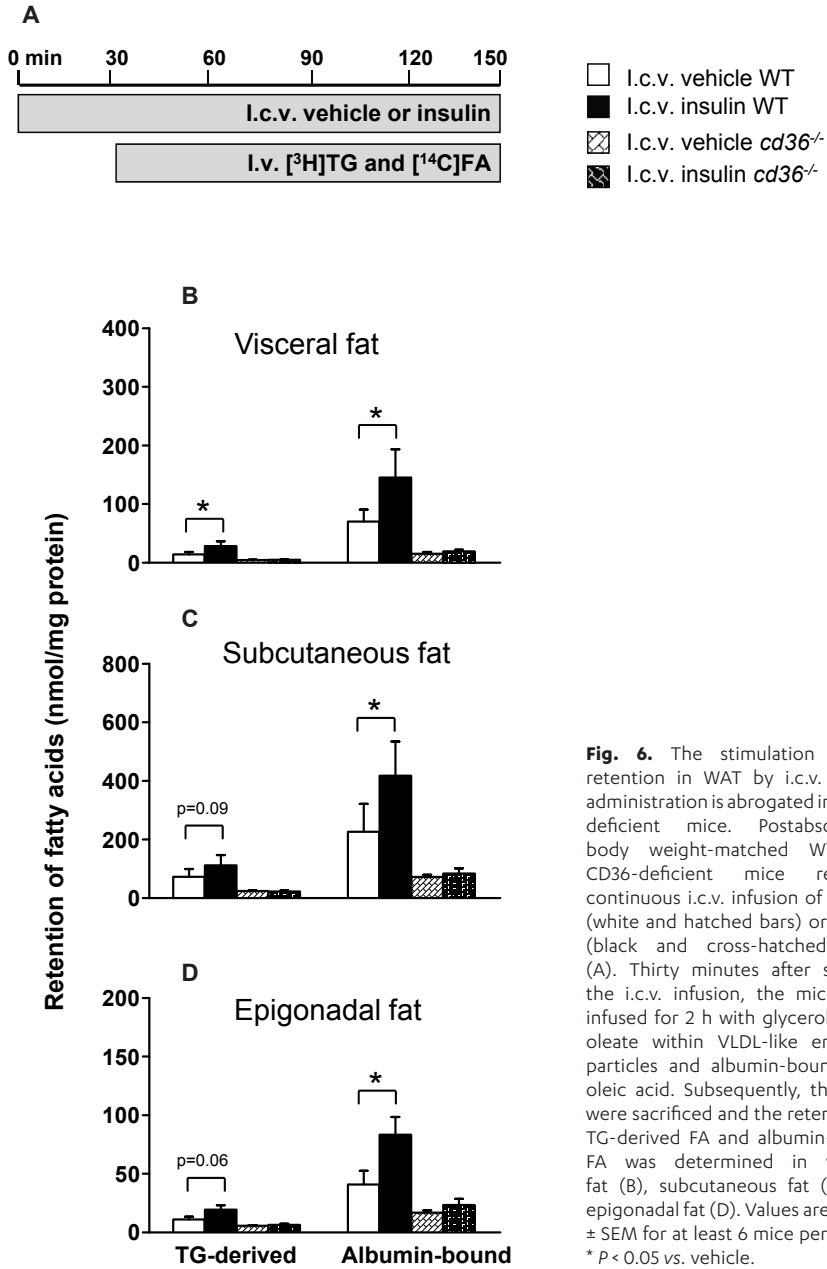 A
0 min 30 60 90 120 150
I.c.v. vehicle or insulin
I.v. [³H]TG and [¹⁴C]FA
I.c.v. vehicle WT
I.c.v. insulin WT
I.c.v. vehicle cd36-/-
I.c.v. insulin cd36-/-
Retention of fatty acids (nmol/mg protein)
B
Visceral fat
400
300
200
100
0
*
*
C
Subcutaneous fat
800
600
400
200
0
p=0.09
*
D
Epigonadal fat
200
150
100
50
0
p=0.06
*
TG-derived Albumin-bound
Fig. 6. The stimulation
retention in WAT by i.c.v.
administration is abrogated in
deficient mice. Postabsc
body weight-matched W
CD36-deficient mice re
continuous i.c.v. infusion of
(white and hatched bars) or
(black and cross-hatched
(A). Thirty minutes after s
the i.c.v. infusion, the mic
infused for 2 h with glycerol
oleate within VLDL-like er
particles and albumin-boun
oleic acid. Subsequently, th
were sacrificed and the reter
TG-derived FA and albumin-
FA was determined in
fat (B), subcutaneous fat (
epigonadal fat (D). Values are
± SEM for at least 6 mice per
* P < 0.05 vs. vehicle.